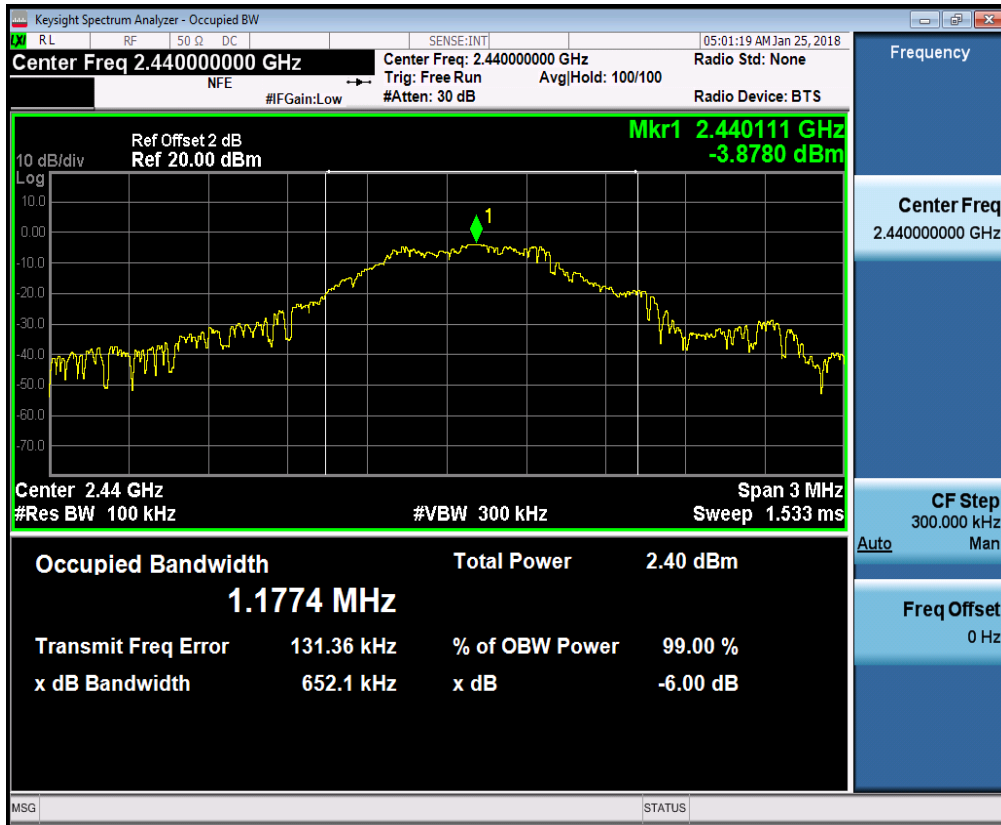 Keysight Spectrum Analyzer - Occupied BW
LXI RL RF 50 Ω DC SENSE:INT 05:01:19 AM Jan 25, 2018
Center Freq 2.440000000 GHz
NFE
#IFGain:Low
Center Freq: 2.440000000 GHz
Trig: Free Run Avg|Hold: 100/100
#Atten: 30 dB
Radio Std: None
Radio Device: BTS
Frequency
Mkr1 2.440111 GHz
-3.8780 dBm
Ref Offset 2 dB
10 dB/div Ref 20.00 dBm
Log
10.0
0.00
-10.0
-20.0
-30.0
-40.0
-50.0
-60.0
-70.0
1
Center 2.44 GHz Span 3 MHz
#Res BW 100 kHz #VBW 300 kHz Sweep 1.533 ms
Center Freq
2.440000000 GHz
CF Step
300.000 kHz
Auto Man
Freq Offset
0 Hz
Occupied Bandwidth Total Power 2.40 dBm
1.1774 MHz
Transmit Freq Error 131.36 kHz % of OBW Power 99.00 %
x dB Bandwidth 652.1 kHz x dB -6.00 dB
MSG STATUS